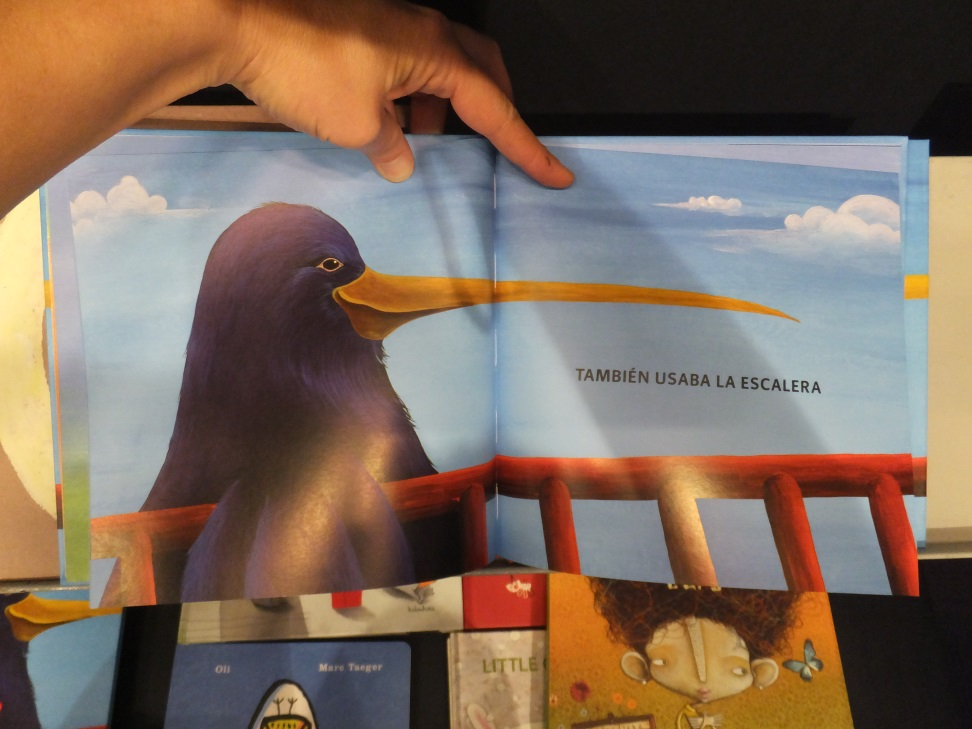 TAMBIÉN USABA LA ESCALERA
Oli
Marc Taeger
LITTLE